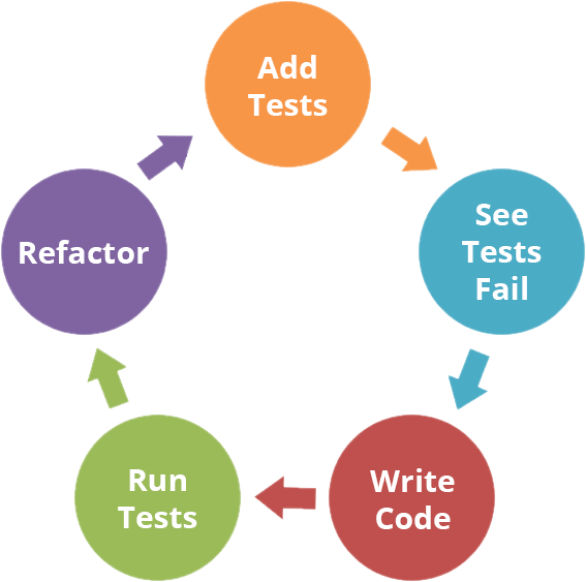 Add
Tests
See
Tests
Fail
Write
Code
Run
Tests
Refactor